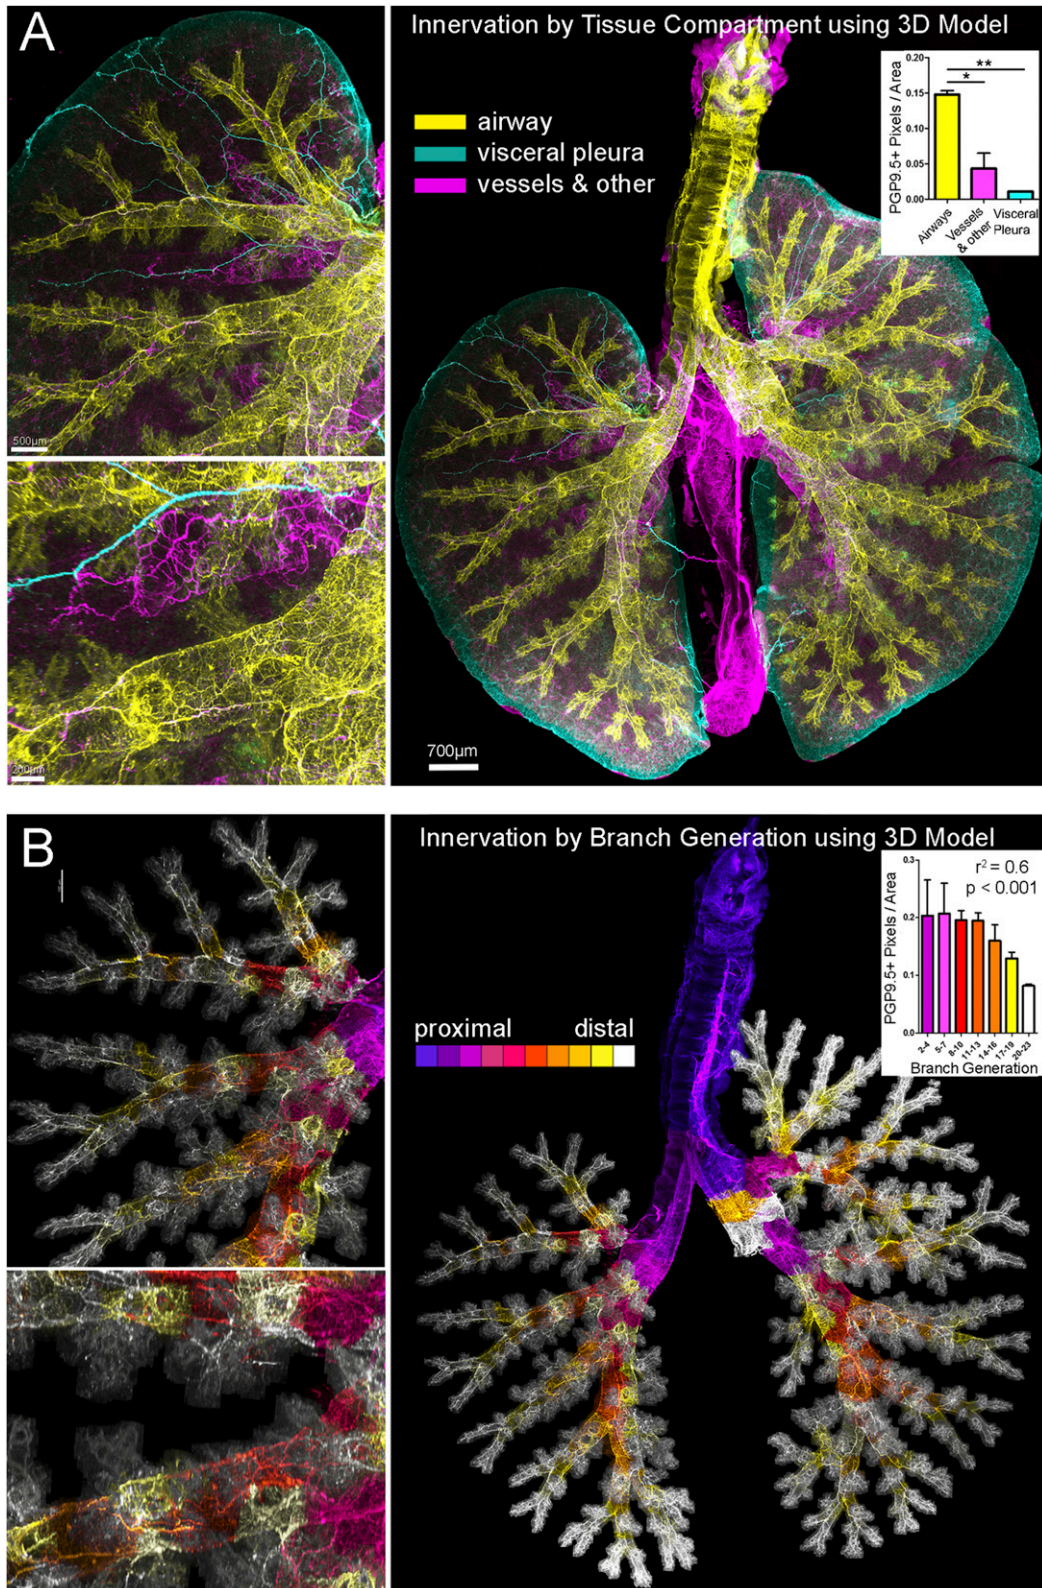 A
500µm
200µm
Innervation by Tissue Compartment using 3D Model
airway
visceral pleura
vessels & other
700µm
PGP9.5+ Pixels / Area
0.20
0.15
0.10
0.05
0.00
*
**
Airways
Vessels
& other
Visceral
Pleura
B
Innervation by Branch Generation using 3D Model
proximal
distal
PGP9.5+ Pixels / Area
r² = 0.6
p < 0.001
0.3
0.2
0.1
0.0
2-4
5-7
8-10
11-13
14-16
17-19
20-23
Branch Generation